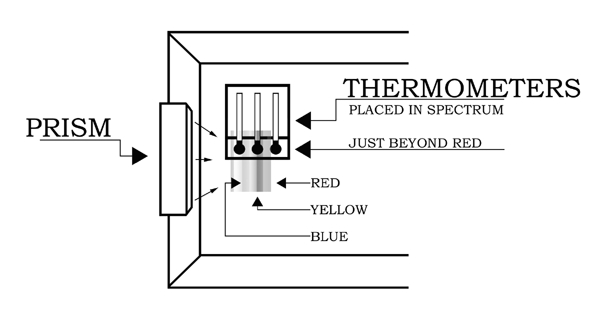 THERMOMETERS
PLACED IN SPECTRUM
PRISM
JUST BEYOND RED
RED
YELLOW
BLUE